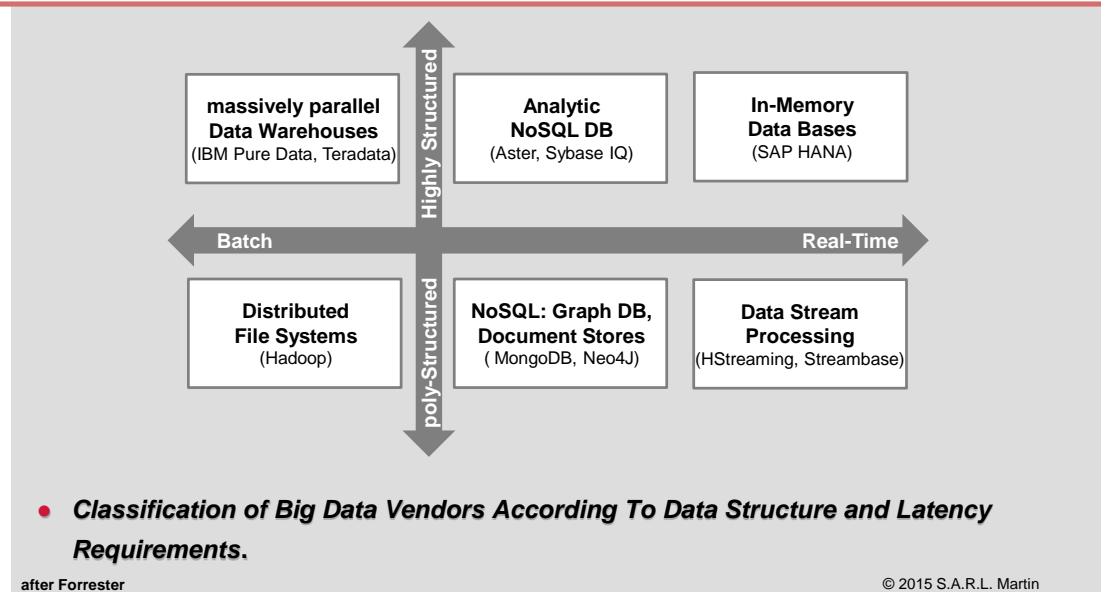 massively parallel
Data Warehouses
(IBM Pure Data, Teradata)
Highly Structured
Analytic
NoSQL DB
(Aster, Sybase IQ)
In-Memory
Data Bases
(SAP HANA)
Batch
Real-Time
Distributed
File Systems
(Hadoop)
poly-Structured
NoSQL: Graph DB,
Document Stores
( MongoDB, Neo4J)
Data Stream
Processing
(HStreaming, Streambase)
• Classification of Big Data Vendors According To Data Structure and Latency
Requirements.
after Forrester
© 2015 S.A.R.L. Martin